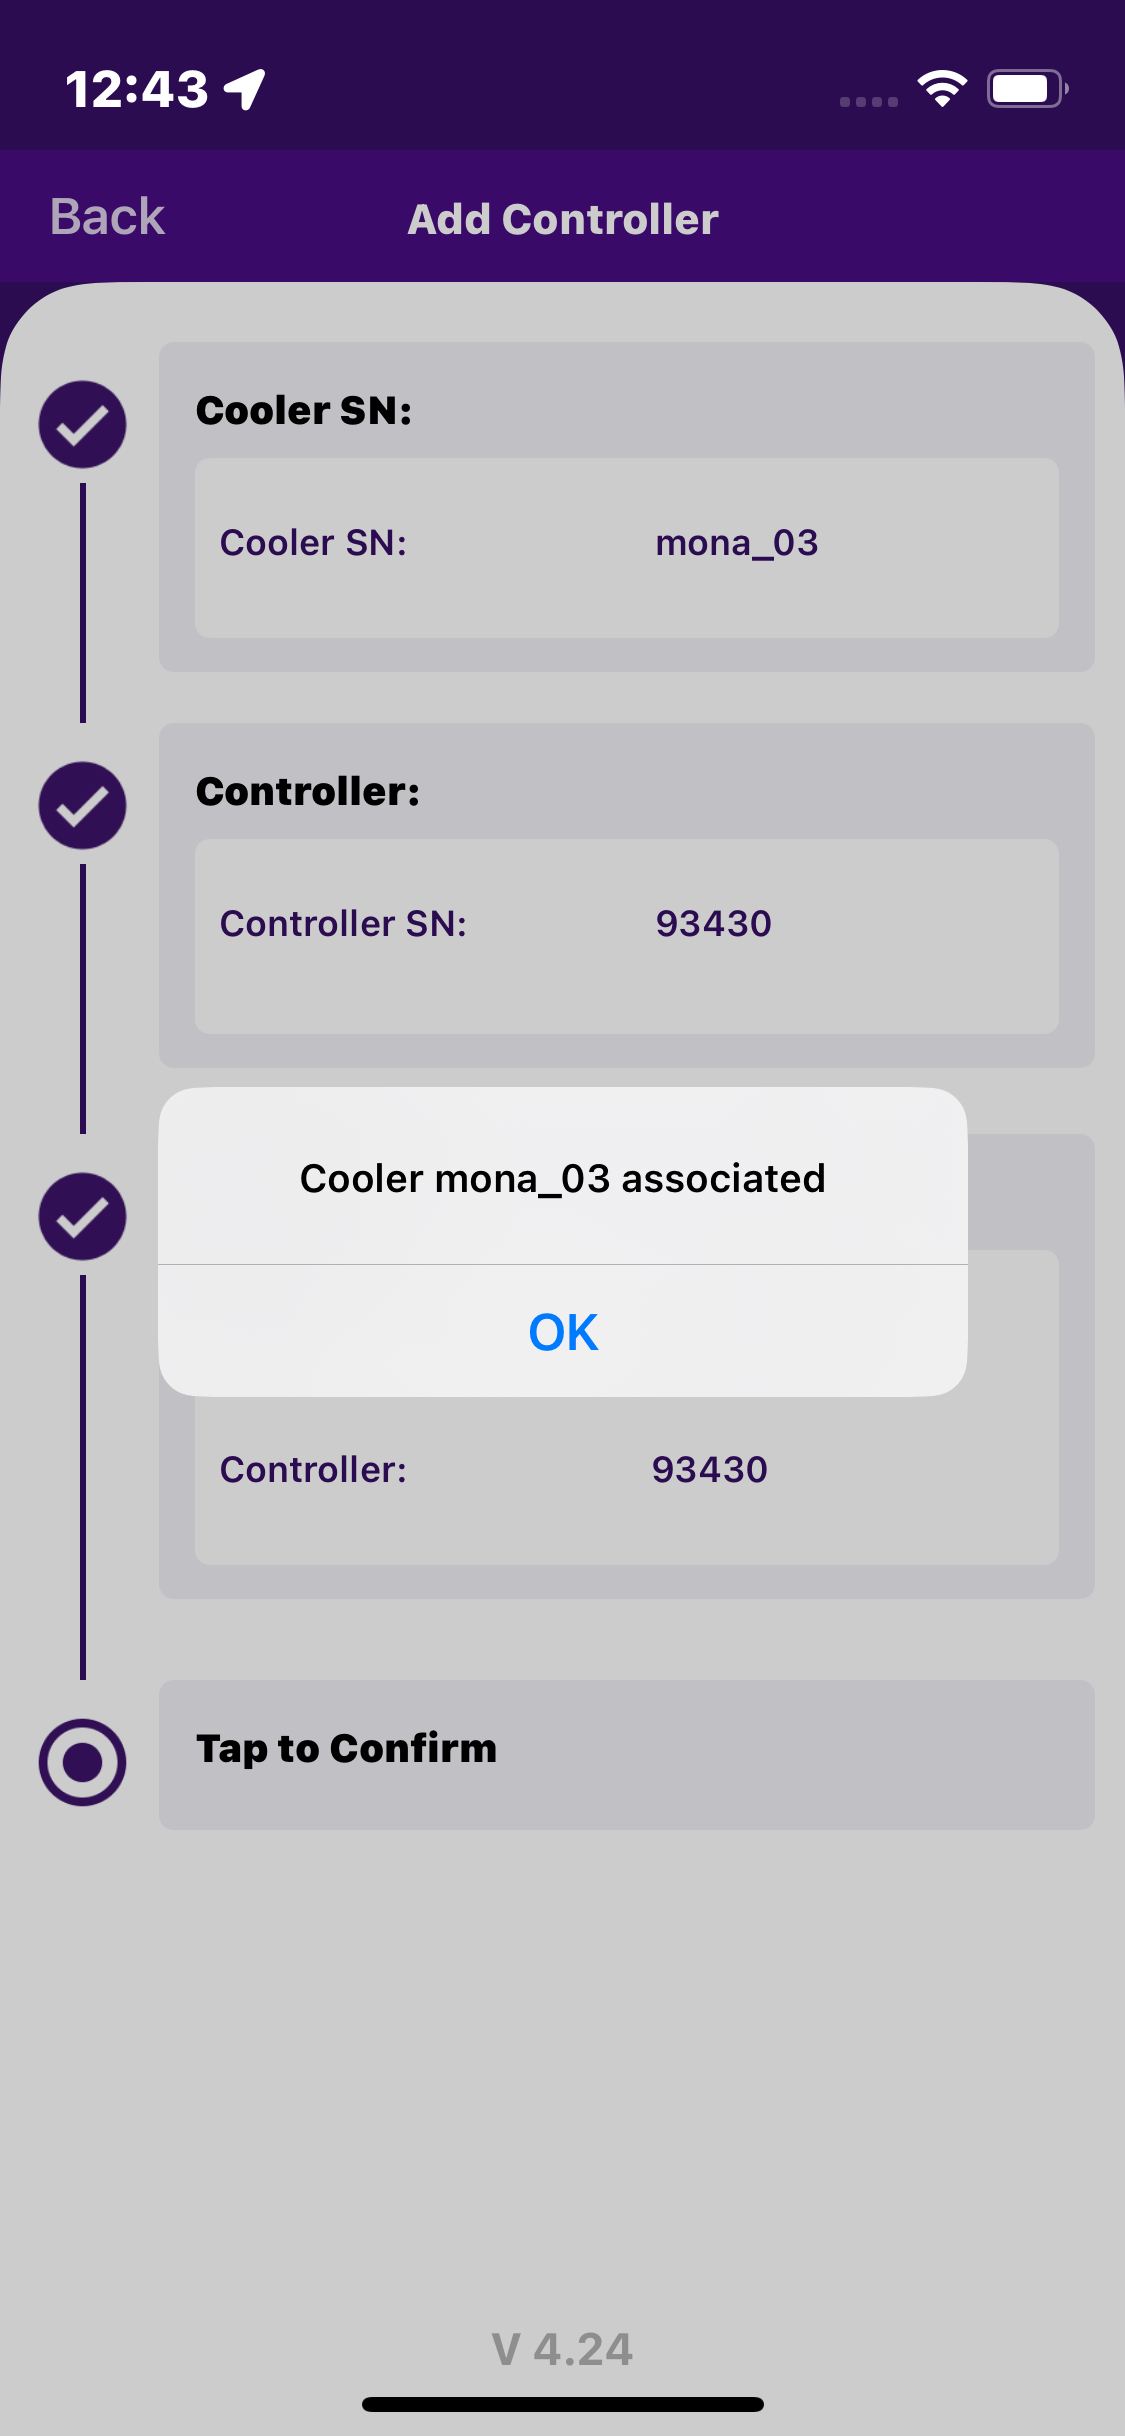 12:43
Back
Add Controller
Cooler SN:
Cooler SN: mona_03
Controller:
Controller SN: 93430
Cooler mona_03 associated
OK
Controller: 93430
Tap to Confirm
V 4.24